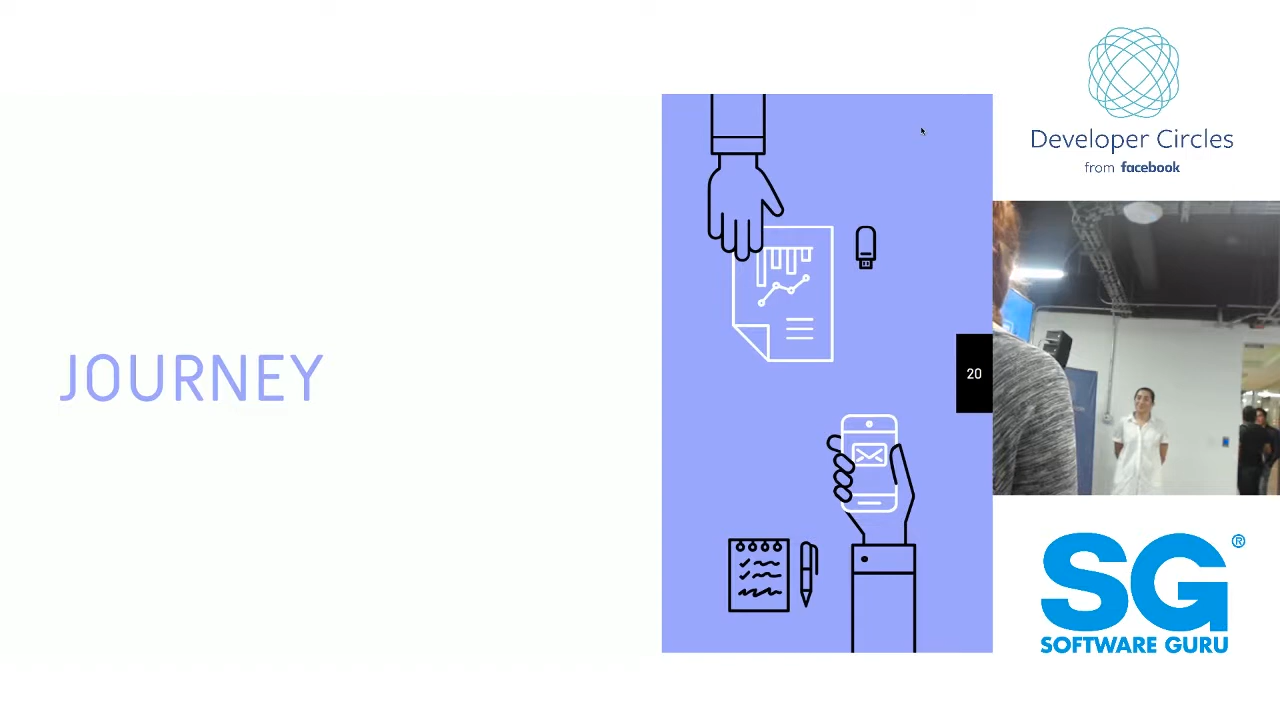 JOURNEY
20
Developer Circles
from facebook
SG®
SOFTWARE GURU